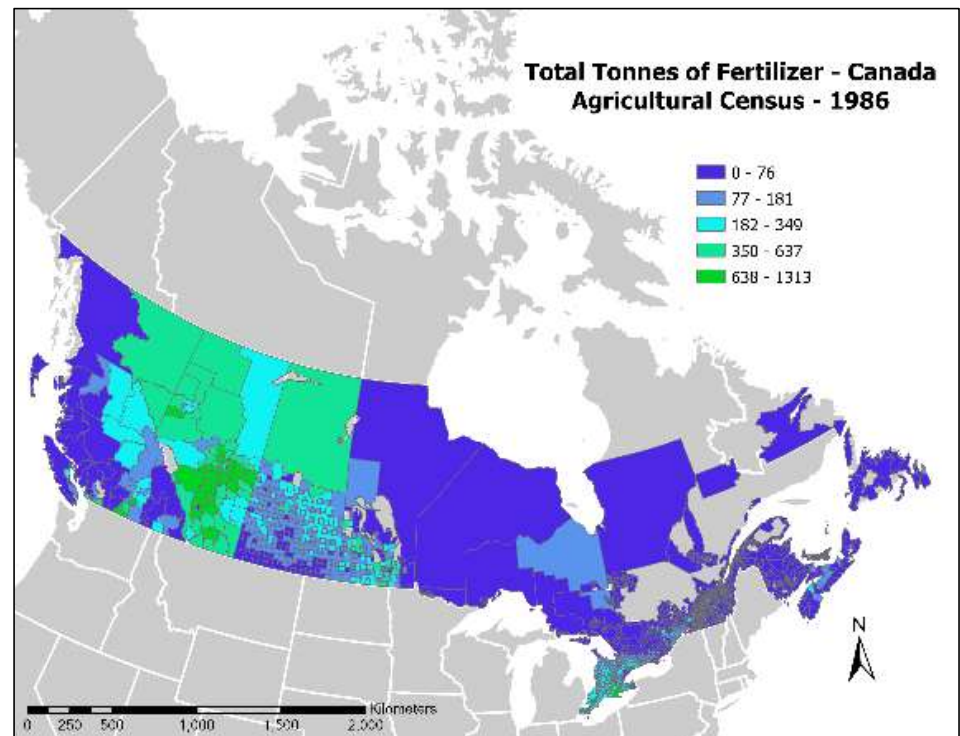 Total Tonnes of Fertilizer - Canada
Agricultural Census - 1986
0 - 76
77 - 181
182 - 349
350 - 637
638 - 1313
N
Kilometers
0 250 500 1,000 1,500 2,000